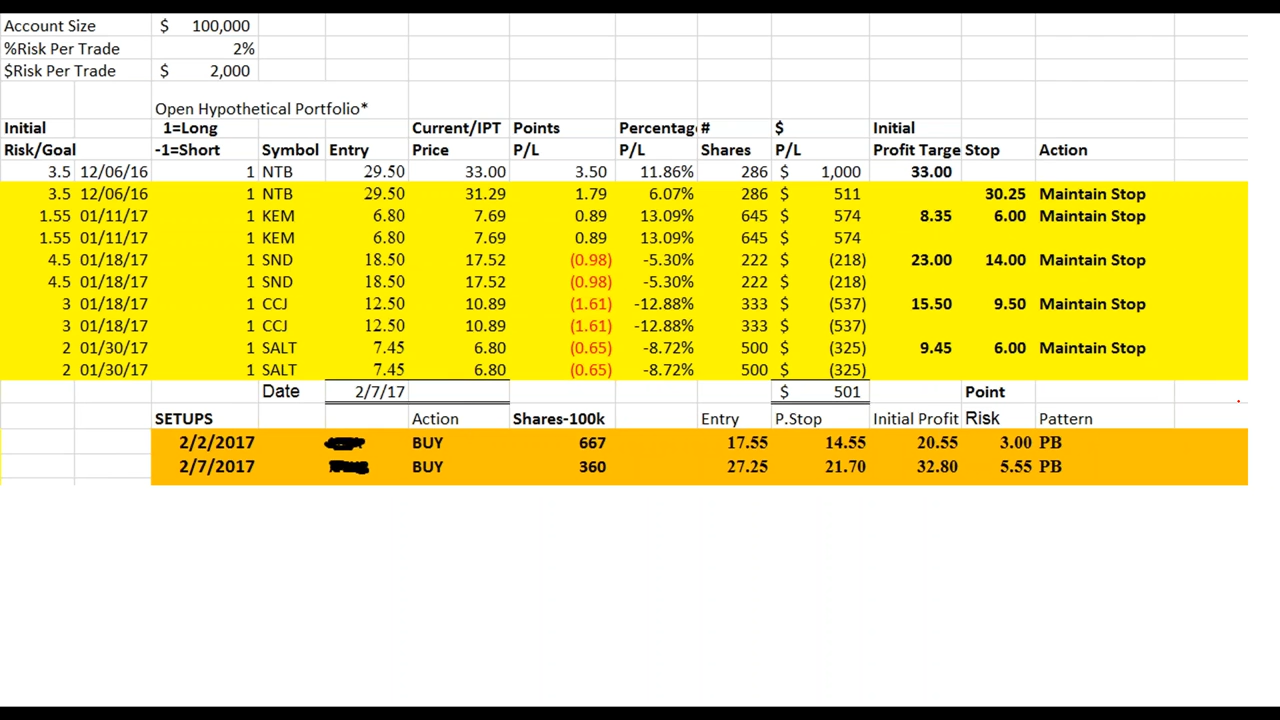 Account Size $ 100,000
%Risk Per Trade 2%
$Risk Per Trade $ 2,000
Open Hypothetical Portfolio*
Initial 1=Long Current/IPT Points Percentag # $ Initial
Risk/Goal -1=Short Symbol Entry Price P/L P/L Shares P/L Profit Targe Stop Action
3.5 12/06/16 1 NTB 29.50 33.00 3.50 11.86% 286 $ 1,000 33.00
3.5 12/06/16 1 NTB 29.50 31.29 1.79 6.07% 286 $ 511 30.25 Maintain Stop
1.55 01/11/17 1 KEM 6.80 7.69 0.89 13.09% 645 $ 574 8.35 6.00 Maintain Stop
1.55 01/11/17 1 KEM 6.80 7.69 0.89 13.09% 645 $ 574
4.5 01/18/17 1 SND 18.50 17.52 (0.98) -5.30% 222 $ (218) 23.00 14.00 Maintain Stop
4.5 01/18/17 1 SND 18.50 17.52 (0.98) -5.30% 222 $ (218)
3 01/18/17 1 CCJ 12.50 10.89 (1.61) -12.88% 333 $ (537) 15.50 9.50 Maintain Stop
3 01/18/17 1 CCJ 12.50 10.89 (1.61) -12.88% 333 $ (537)
2 01/30/17 1 SALT 7.45 6.80 (0.65) -8.72% 500 $ (325) 9.45 6.00 Maintain Stop
2 01/30/17 1 SALT 7.45 6.80 (0.65) -8.72% 500 $ (325)
Date 2/7/17 $ 501 Point
SETUPS Action Shares-100k Entry P.Stop Initial Profit Risk Pattern
2/2/2017 BUY 667 17.55 14.55 20.55 3.00 PB
2/7/2017 BUY 360 27.25 21.70 32.80 5.55 PB